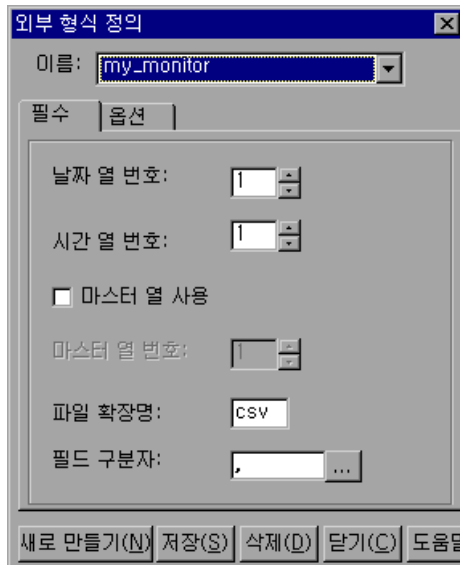 외부 형식 정의
이름: my_monitor
필수 옵션
날짜 열 번호: 1
시간 열 번호: 1
마스터 열 사용
마스터 열 번호: 1
파일 확장명: csv
필드 구분자: , ...
새로 만들기(N) 저장(S) 삭제(D) 닫기(C) 도움말